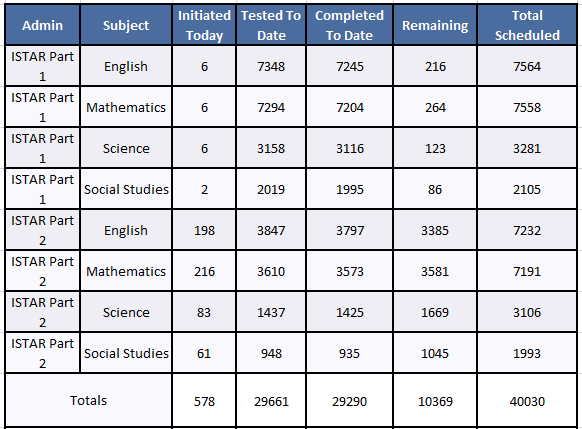 Admin Subject Initiated Today Tested To Date Completed To Date Remaining Total Scheduled
ISTAR Part 1 English 6 7348 7245 216 7564
ISTAR Part 1 Mathematics 6 7294 7204 264 7558
ISTAR Part 1 Science 6 3158 3116 123 3281
ISTAR Part 1 Social Studies 2 2019 1995 86 2105
ISTAR Part 2 English 198 3847 3797 3385 7232
ISTAR Part 2 Mathematics 216 3610 3573 3581 7191
ISTAR Part 2 Science 83 1437 1425 1669 3106
ISTAR Part 2 Social Studies 61 948 935 1045 1993
Totals 578 29661 29290 10369 40030